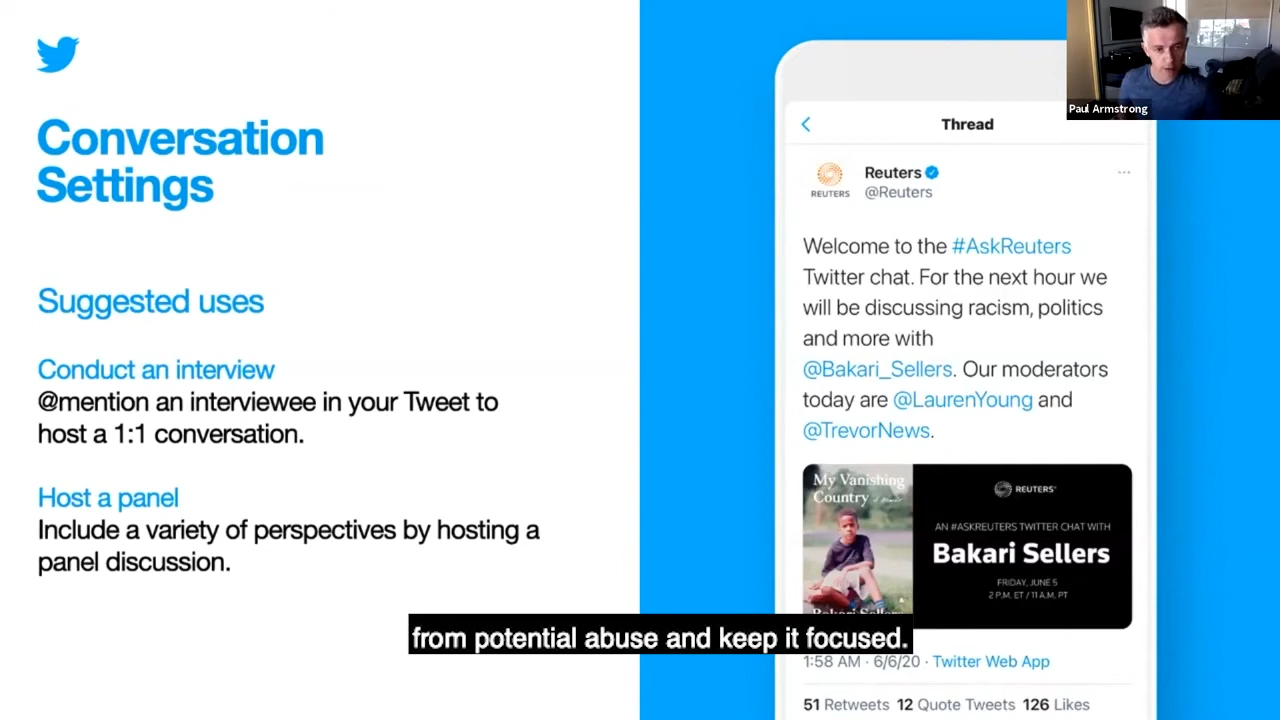 Conversation
Settings
Suggested uses
Conduct an interview
@mention an interviewee in your Tweet to
host a 1:1 conversation.
Host a panel
Include a variety of perspectives by hosting a
panel discussion.
Paul Armstrong
Thread
Reuters
@Reuters
REUTERS
Welcome to the #AskReuters
Twitter chat. For the next hour we
will be discussing racism, politics
and more with
@Bakari_Sellers. Our moderators
today are @LaurenYoung and
@TrevorNews.
My Vanishing
Country
Bakari Sellers
REUTERS
AN #ASKREUTERS TWITTER CHAT WITH
Bakari Sellers
FRIDAY, JUNE 5
2 P.M. ET / 11 A.M. PT
from potential abuse and keep it focused.
1:58 AM · 6/6/20 · Twitter Web App
51 Retweets 12 Quote Tweets 126 Likes